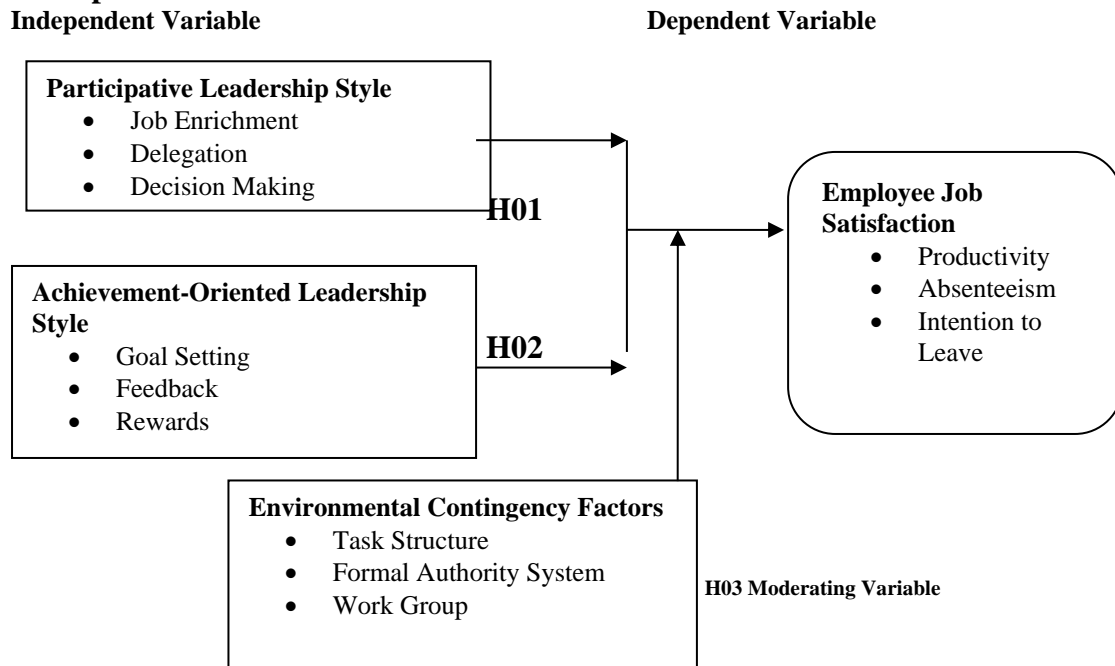 Independent Variable
Dependent Variable
Participative Leadership Style
• Job Enrichment
• Delegation
• Decision Making
H01
Achievement-Oriented Leadership
Style
• Goal Setting
• Feedback
• Rewards
H02
Employee Job
Satisfaction
• Productivity
• Absenteeism
• Intention to
Leave
Environmental Contingency Factors
• Task Structure
• Formal Authority System
• Work Group
H03 Moderating Variable